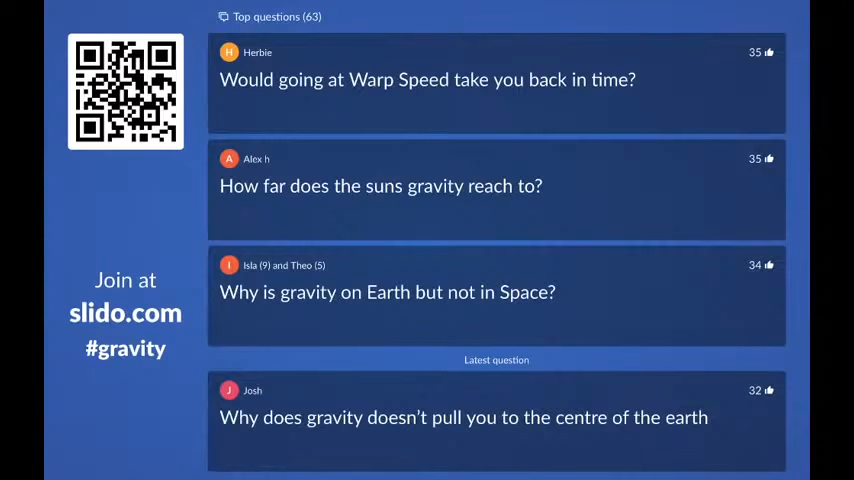 Top questions (63)
H Herbie 35
Would going at Warp Speed take you back in time?
A Alex h 35
How far does the suns gravity reach to?
I Isla (9) and Theo (5) 34
Why is gravity on Earth but not in Space?
Latest question
J Josh 32
Why does gravity doesn't pull you to the centre of the earth
Join at
slido.com
#gravity